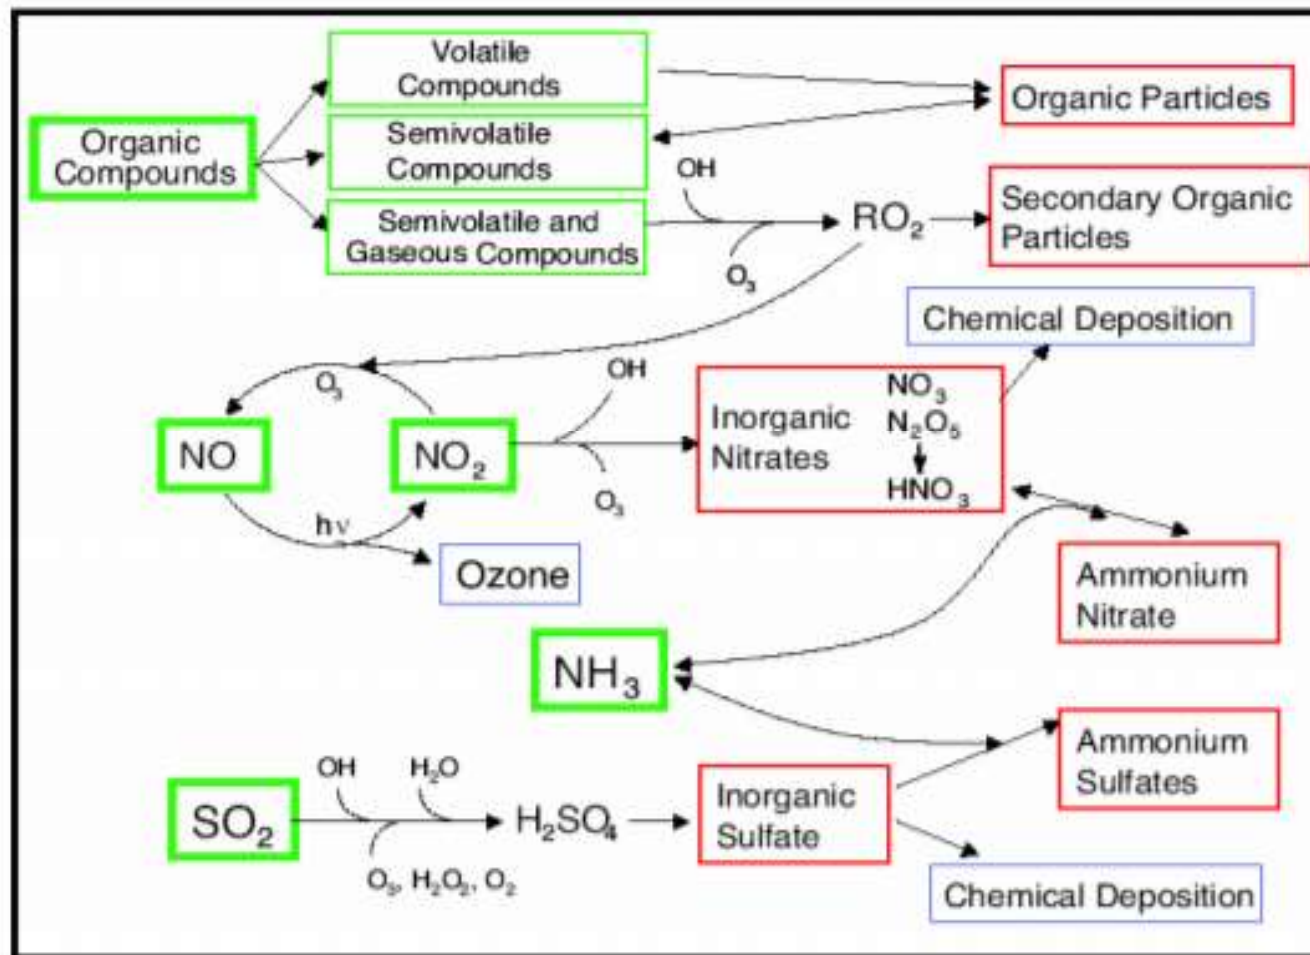 Volatile
Compounds
Organic Particles
Organic
Compounds
Semivolatile
Compounds
OH
Semivolatile and
Gaseous Compounds
O₃
RO₂
Secondary Organic
Particles
Chemical Deposition
O₃
OH
NO
NO₂
O₃
Inorganic
Nitrates
NO₃
N₂O₅
HNO₃
hν
Ozone
Ammonium
Nitrate
NH₃
Ammonium
Sulfates
SO₂
OH
H₂O
O₃, H₂O₂, O₂
H₂SO₄
Inorganic
Sulfate
Chemical Deposition